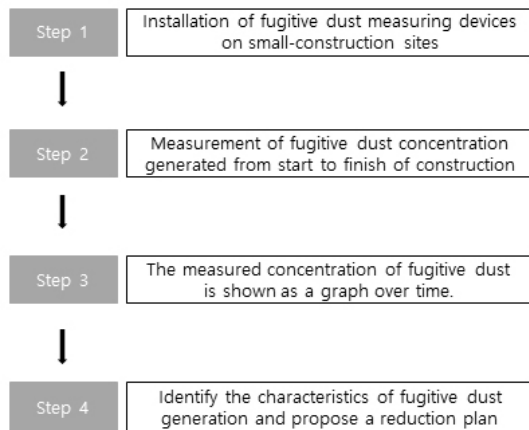 Step 1
Installation of fugitive dust measuring devices
on small-construction sites
Step 2
Measurement of fugitive dust concentration
generated from start to finish of construction
Step 3
The measured concentration of fugitive dust
is shown as a graph over time.
Step 4
Identify the characteristics of fugitive dust
generation and propose a reduction plan